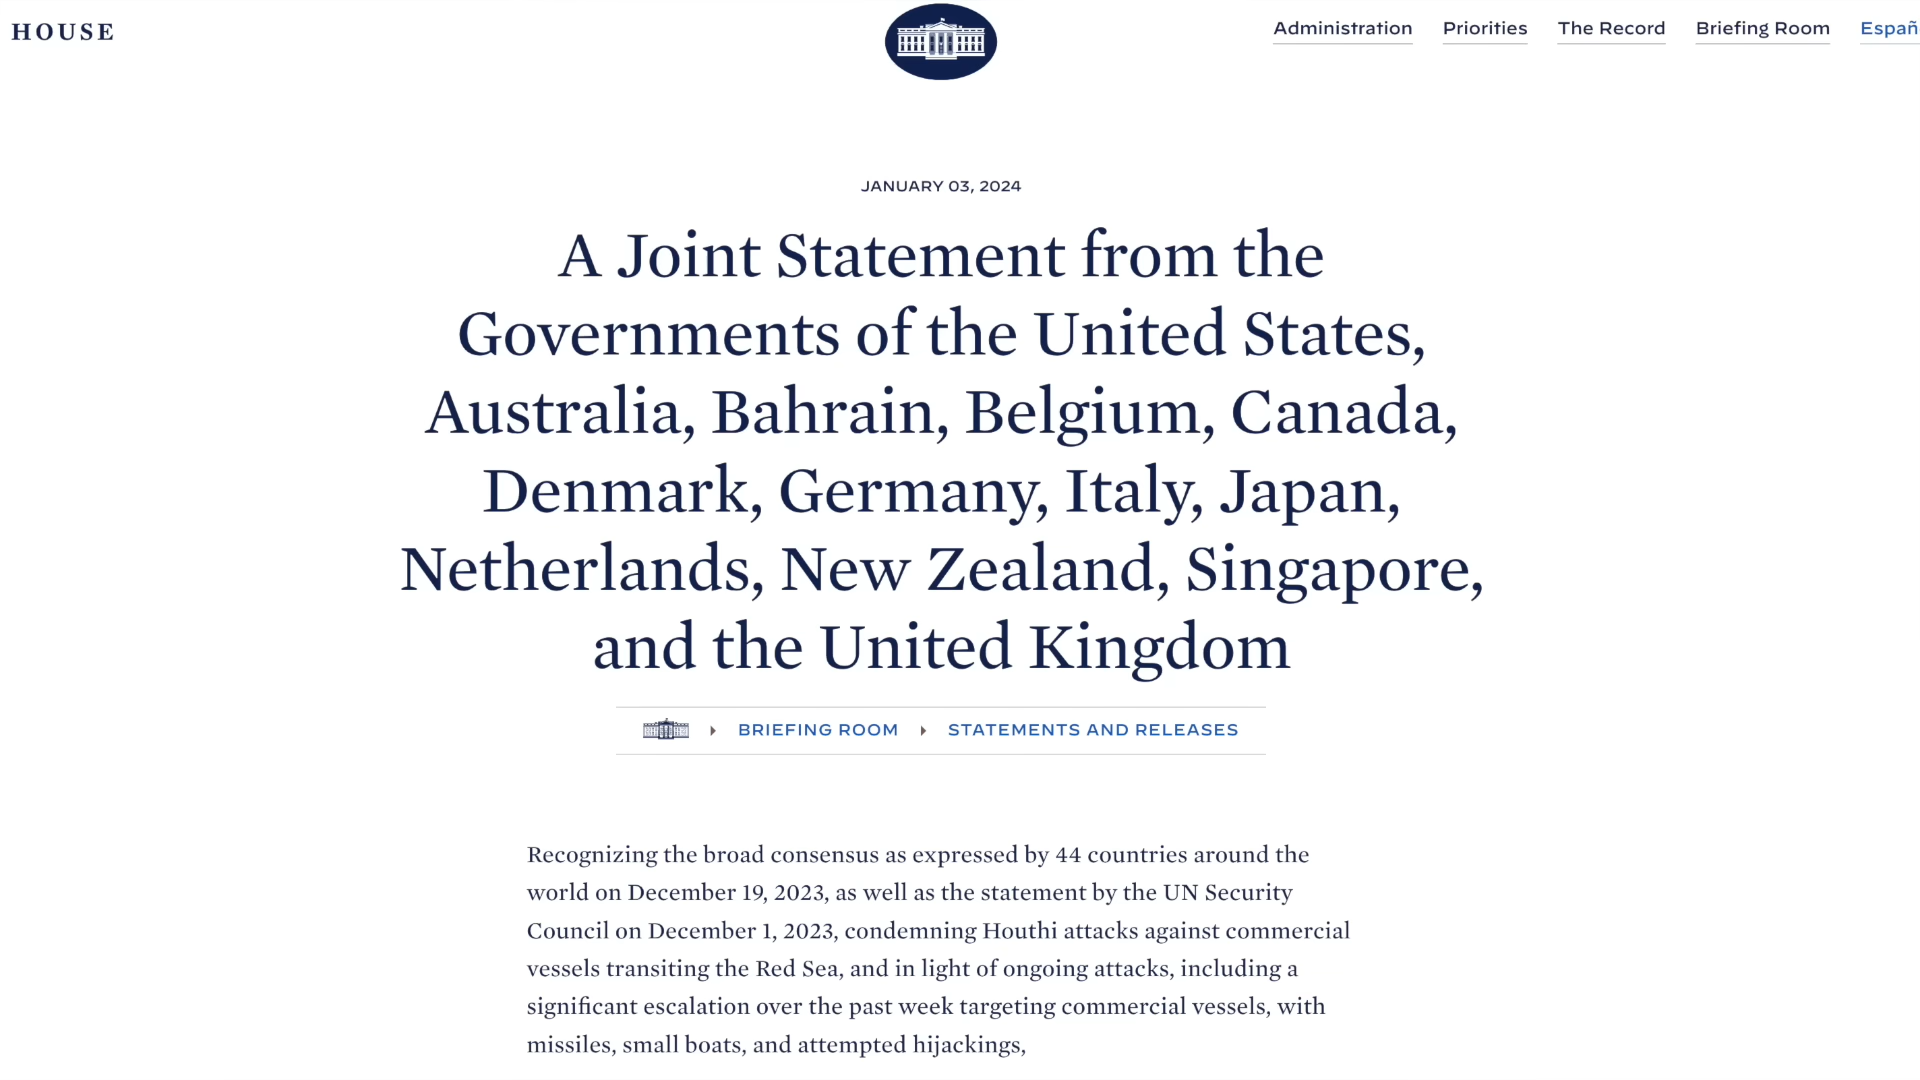 HOUSE
Administration Priorities The Record Briefing Room Españ
JANUARY 03, 2024
A Joint Statement from the
Governments of the United States,
Australia, Bahrain, Belgium, Canada,
Denmark, Germany, Italy, Japan,
Netherlands, New Zealand, Singapore,
and the United Kingdom
BRIEFING ROOM STATEMENTS AND RELEASES
Recognizing the broad consensus as expressed by 44 countries around the
world on December 19, 2023, as well as the statement by the UN Security
Council on December 1, 2023, condemning Houthi attacks against commercial
vessels transiting the Red Sea, and in light of ongoing attacks, including a
significant escalation over the past week targeting commercial vessels, with
missiles, small boats, and attempted hijackings,